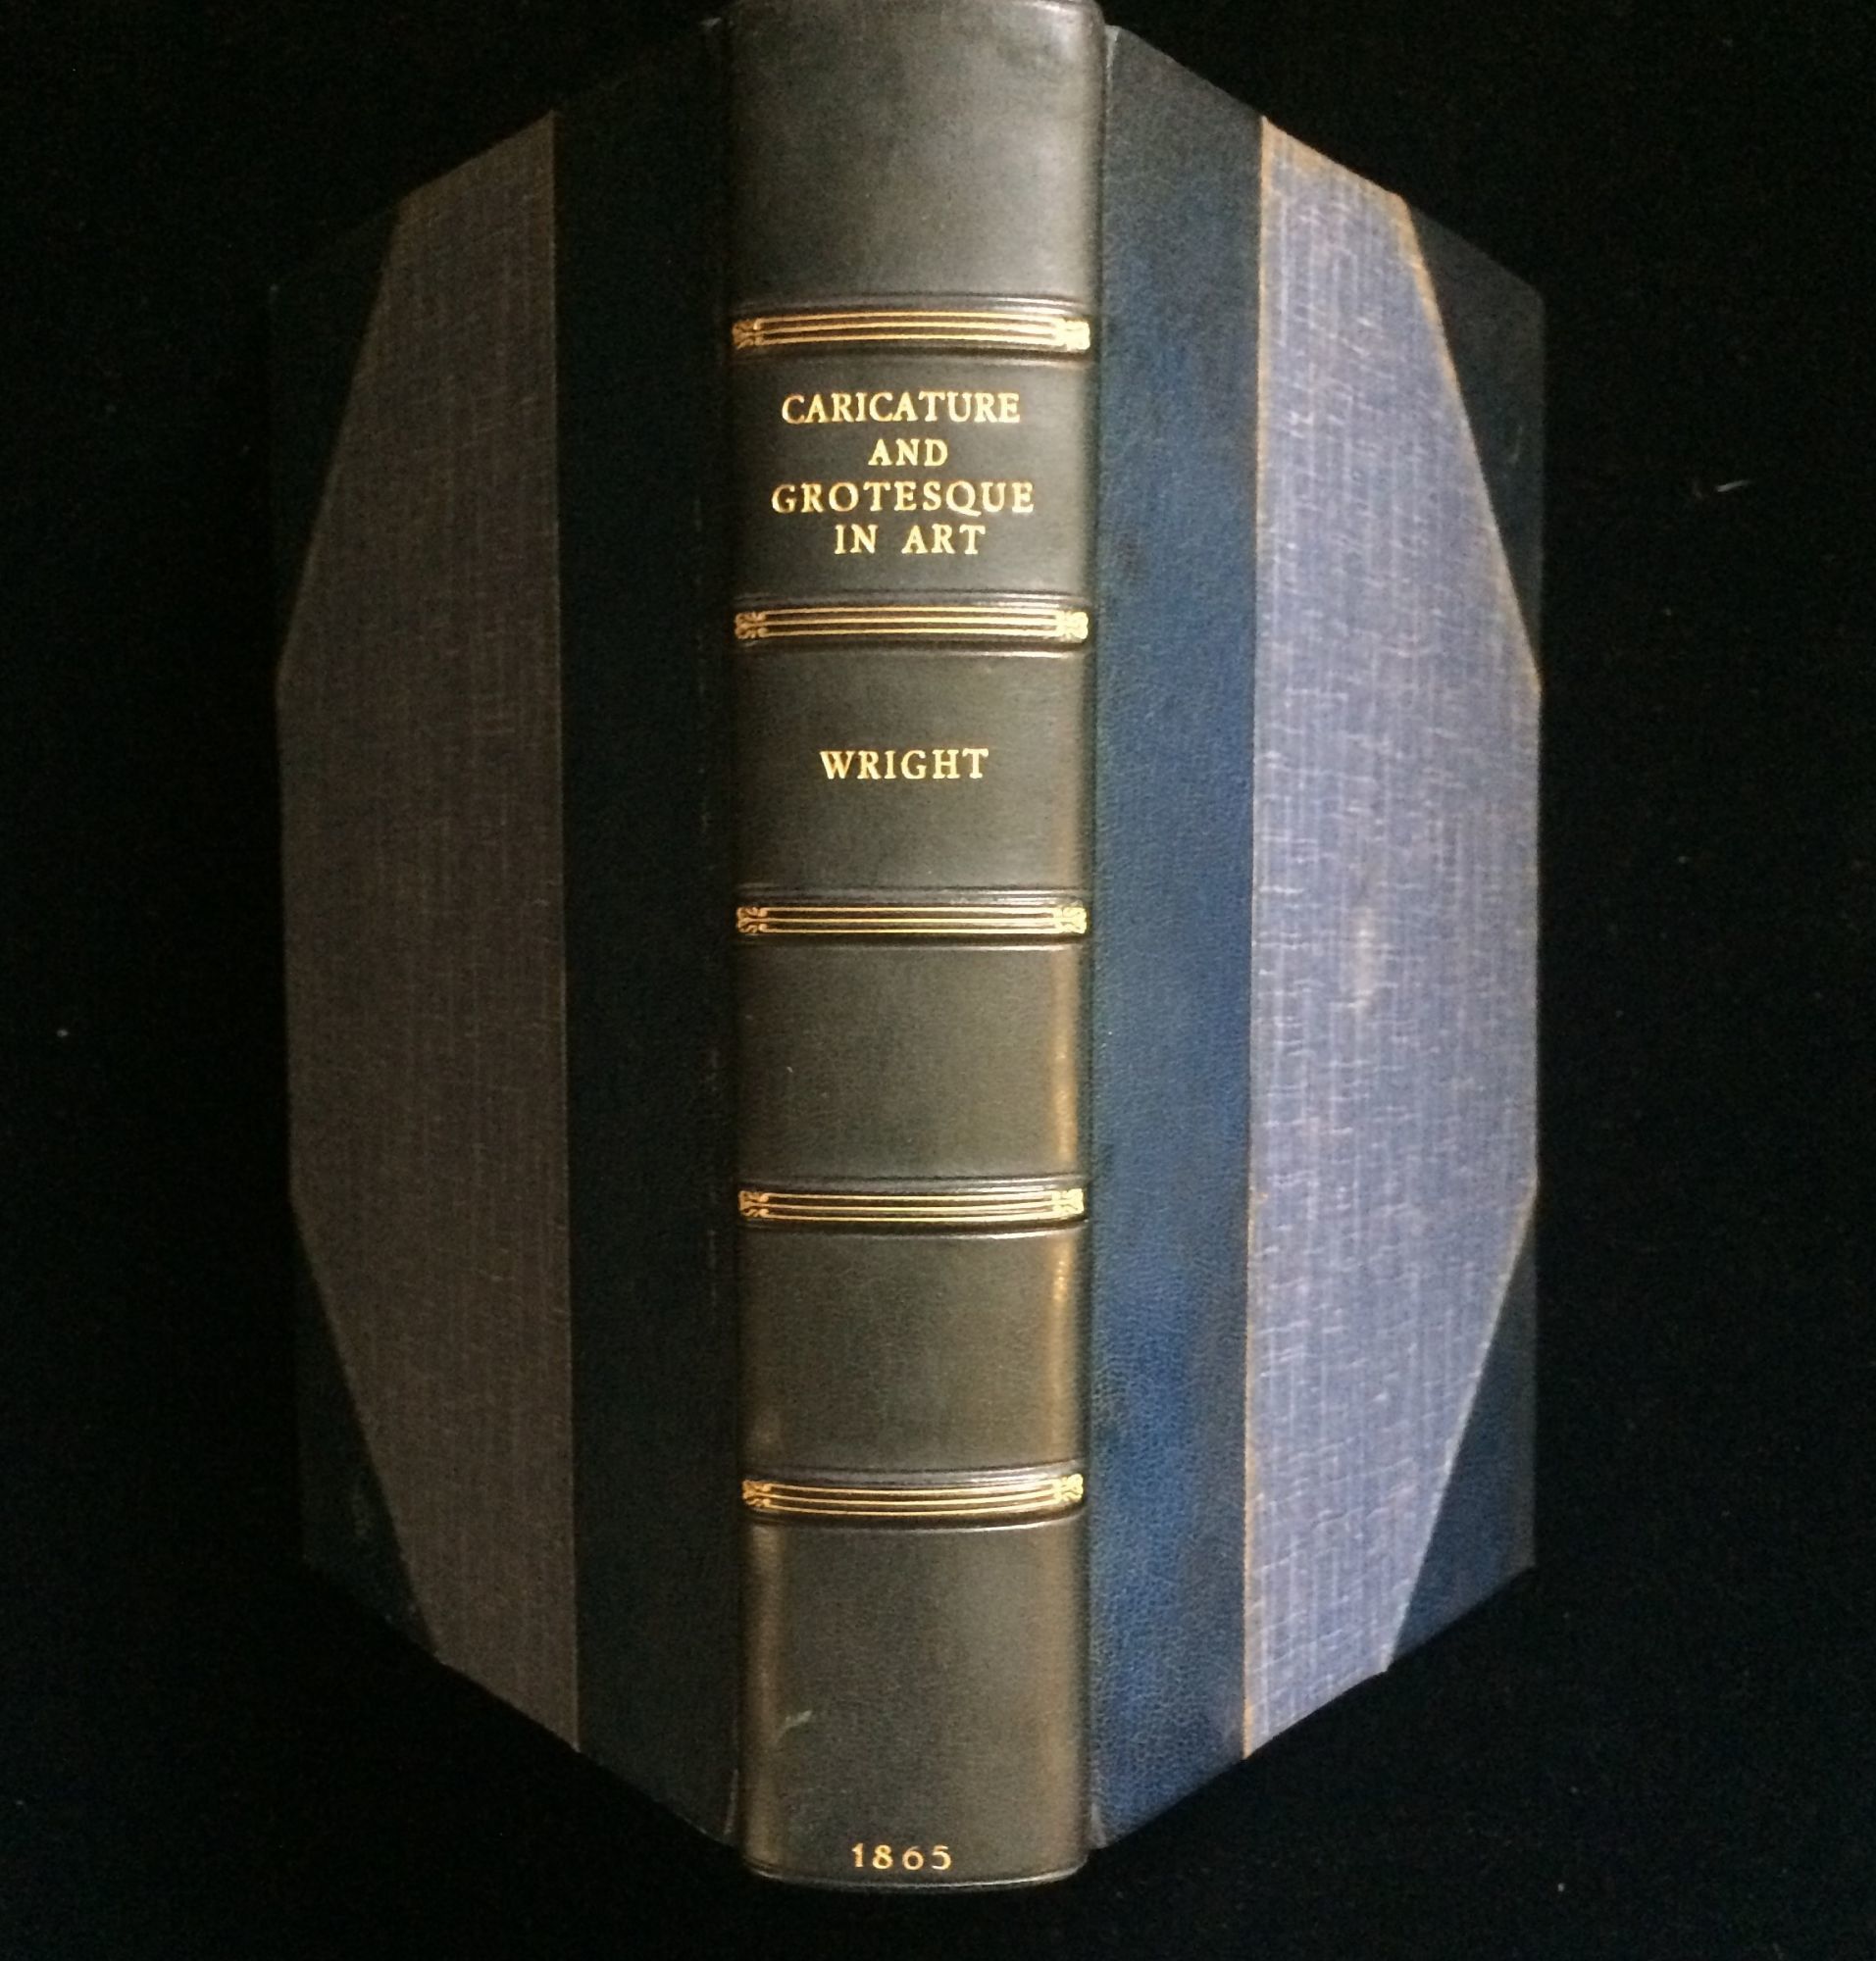 CARICATURE
AND
GROTESQUE
IN ART
WRIGHT
1865